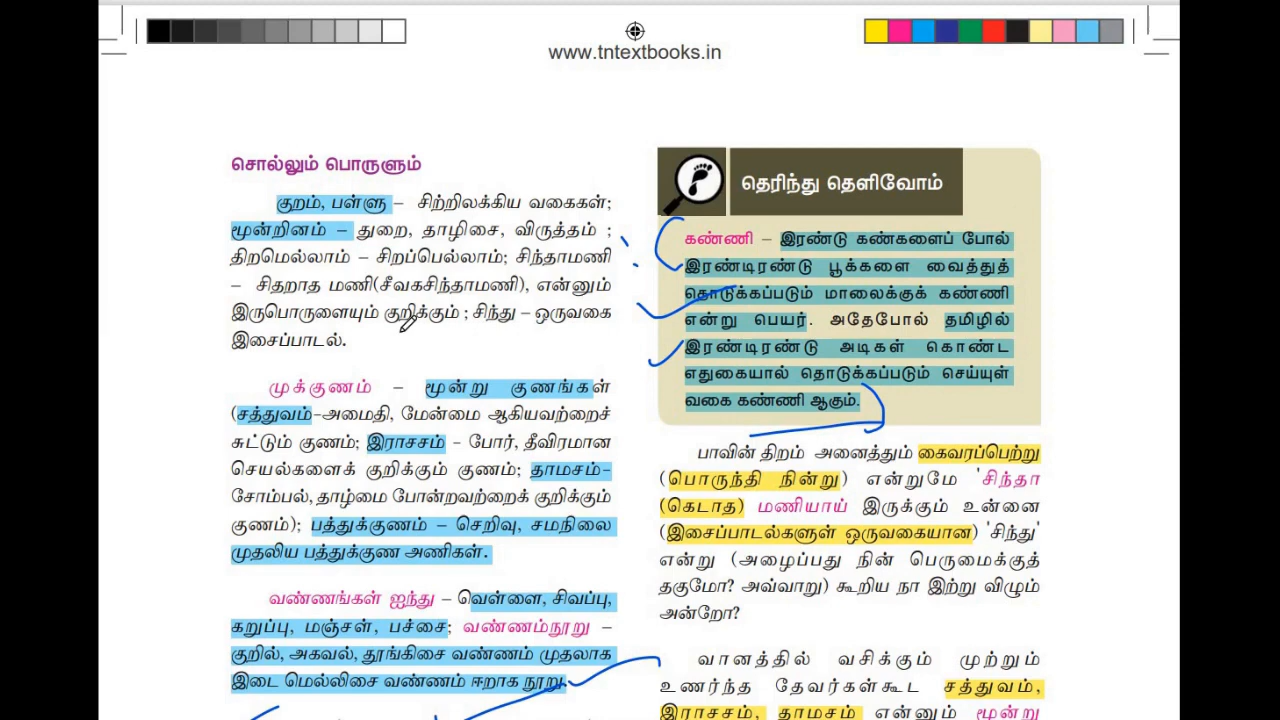 www.tntextbooks.in
சொல்லும் பொருளும்
குறம், பள்ளு – சிற்றிலக்கிய வகைகள்;
மூன்றினம் – துறை, தாழிசை, விருத்தம் ;
திறமெல்லாம் – சிறப்பெல்லாம்; சிந்தாமணி
– சிதறாத மணி(சீவகசிந்தாமணி), என்னும்
இருபொருளையும் குறிக்கும் ; சிந்து – ஒருவகை
இசைப்பாடல்.
முக்குணம் – மூன்று குணங்கள்
(சத்துவம்-அமைதி, மேன்மை ஆகியவற்றைச்
சுட்டும் குணம்; இராசசம் – போர், தீவிரமான
செயல்களைக் குறிக்கும் குணம்; தாமசம்–
சோம்பல், தாழ்மை போன்றவற்றைக் குறிக்கும்
குணம்); பத்துக்குணம் – செறிவு, சமநிலை
முதலிய பத்துக்குண அணிகள்.
வண்ணங்கள் ஐந்து – வெள்ளை, சிவப்பு,
கறுப்பு, மஞ்சள், பச்சை; வண்ணம்நூறு –
குறில், அகவல், தூங்கிசை வண்ணம் முதலாக
இடை மெல்லிசை வண்ணம் ஈறாக நூறு.
தெரிந்து தெளிவோம்
கண்ணி – இரண்டு கண்களைப் போல்
இரண்டிரண்டு பூக்களை வைத்துத்
தொடுக்கப்படும் மாலைக்குக் கண்ணி
என்று பெயர். அதேபோல் தமிழில்
இரண்டிரண்டு அடிகள் கொண்ட
எதுகையால் தொடுக்கப்படும் செய்யுள்
வகை கண்ணி ஆகும்.
பாவின் திறம் அனைத்தும் கைவரப்பெற்று
(பொருந்தி நின்று) என்றுமே 'சிந்தா
(கெடாத) மணியாய் இருக்கும் உன்னை
(இசைப்பாடல்களுள் ஒருவகையான) 'சிந்து'
என்று (அழைப்பது நின் பெருமைக்குத்
தகுமோ? அவ்வாறு) கூறிய நா இற்று விழும்
அன்றோ?
வானத்தில் வசிக்கும் முற்றும்
உணர்ந்த தேவர்கள்கூட சத்துவம்,
இராசசம், தாமசம் என்னும் மூன்று